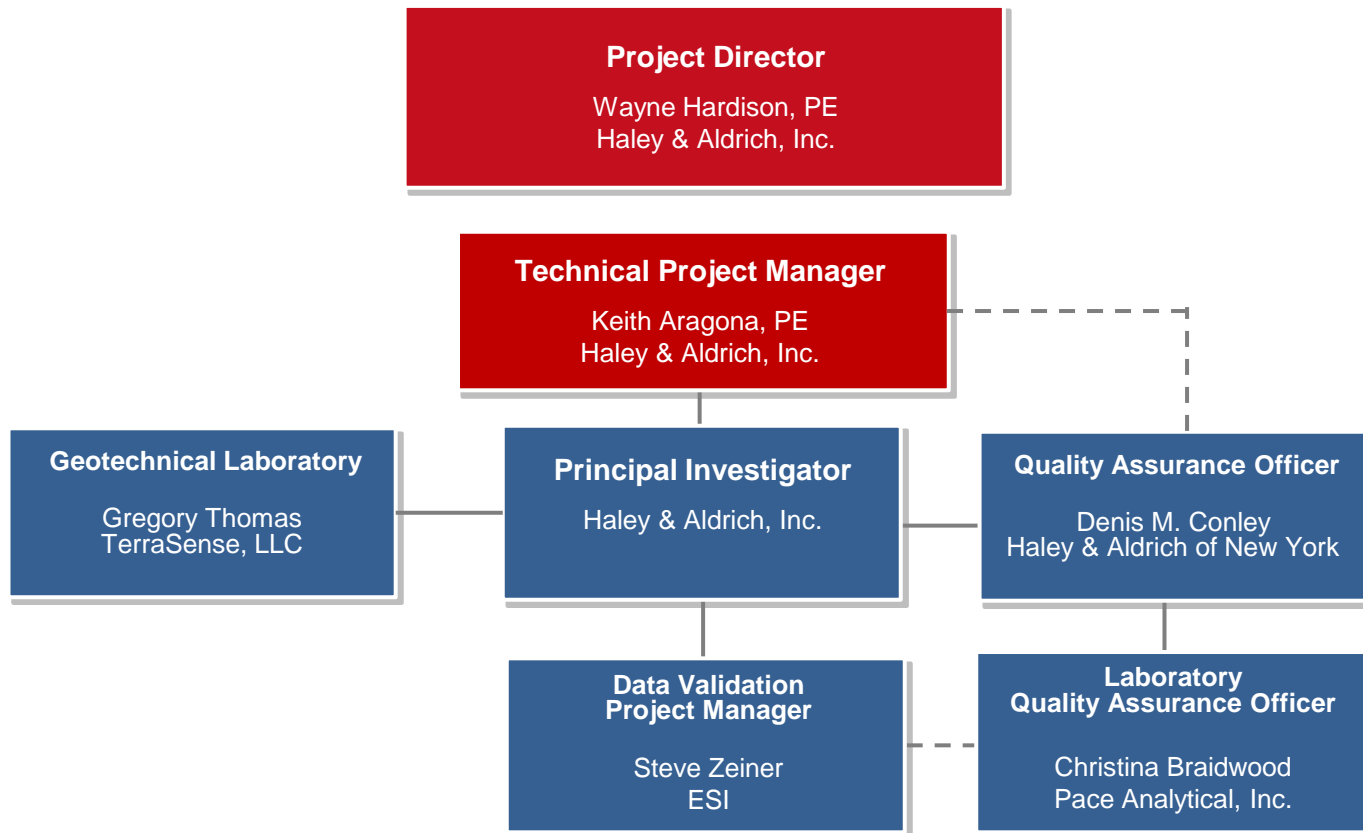 Project Director
Wayne Hardison, PE
Haley & Aldrich, Inc.
Technical Project Manager
Keith Aragona, PE
Haley & Aldrich, Inc.
Geotechnical Laboratory
Gregory Thomas
TerraSense, LLC
Principal Investigator
Haley & Aldrich, Inc.
Quality Assurance Officer
Denis M. Conley
Haley & Aldrich of New York
Data Validation
Project Manager
Steve Zeiner
ESI
Laboratory
Quality Assurance Officer
Christina Braidwood
Pace Analytical, Inc.